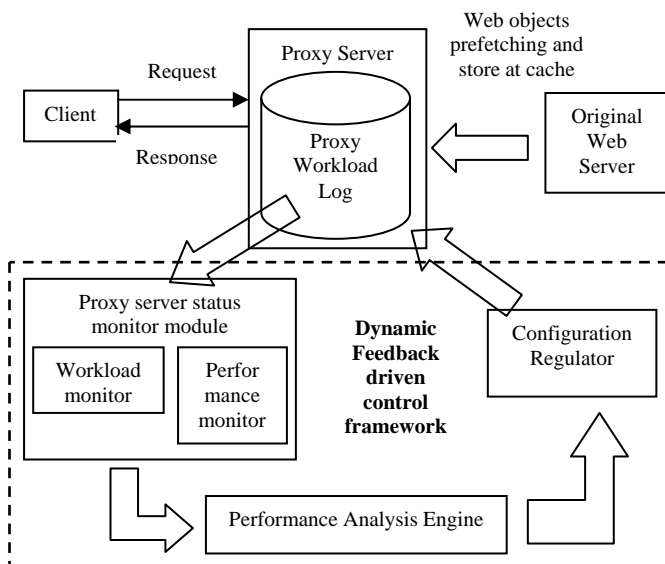 Web objects
prefetching and
store at cache
Proxy Server
Request
Client
Response
Proxy
Workload
Log
Original
Web
Server
Proxy server status
monitor module
Workload
monitor
Perfor
mance
monitor
Dynamic
Feedback
driven
control
framework
Configuration
Regulator
Performance Analysis Engine